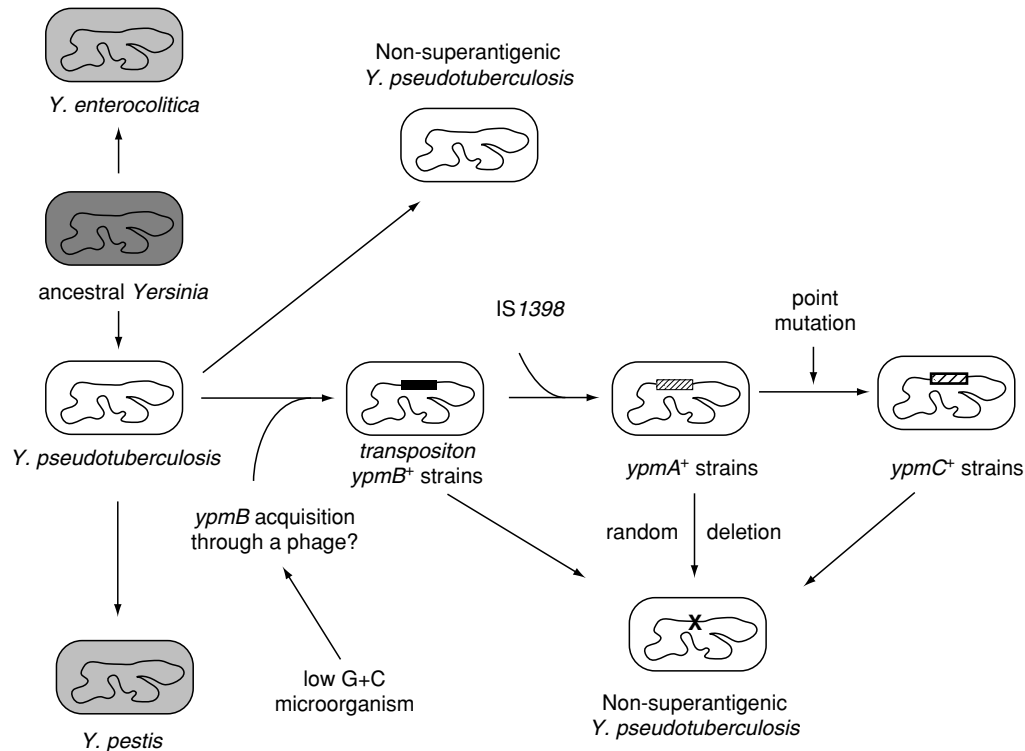 Y. enterocolitica
ancestral Yersinia
Y. pseudotuberculosis
Y. pestis
Non-superantigenic
Y. pseudotuberculosis
ypmB acquisition
through a phage?
low G+C
microorganism
transpositon
ypmB⁺ strains
IS1398
ypmA⁺ strains
point
mutation
ypmC⁺ strains
random deletion
X
Non-superantigenic
Y. pseudotuberculosis